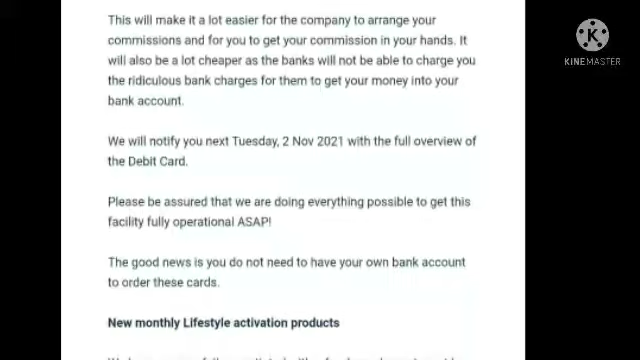 This will make it a lot easier for the company to arrange your
commissions and for you to get your commission in your hands. It
will also be a lot cheaper as the banks will not be able to charge you
the ridiculous bank charges for them to get your money into your
bank account.
We will notify you next Tuesday, 2 Nov 2021 with the full overview of
the Debit Card.
Please be assured that we are doing everything possible to get this
facility fully operational ASAP!
The good news is you do not need to have your own bank account
to order these cards.
New monthly Lifestyle activation products
K
KINEMASTER